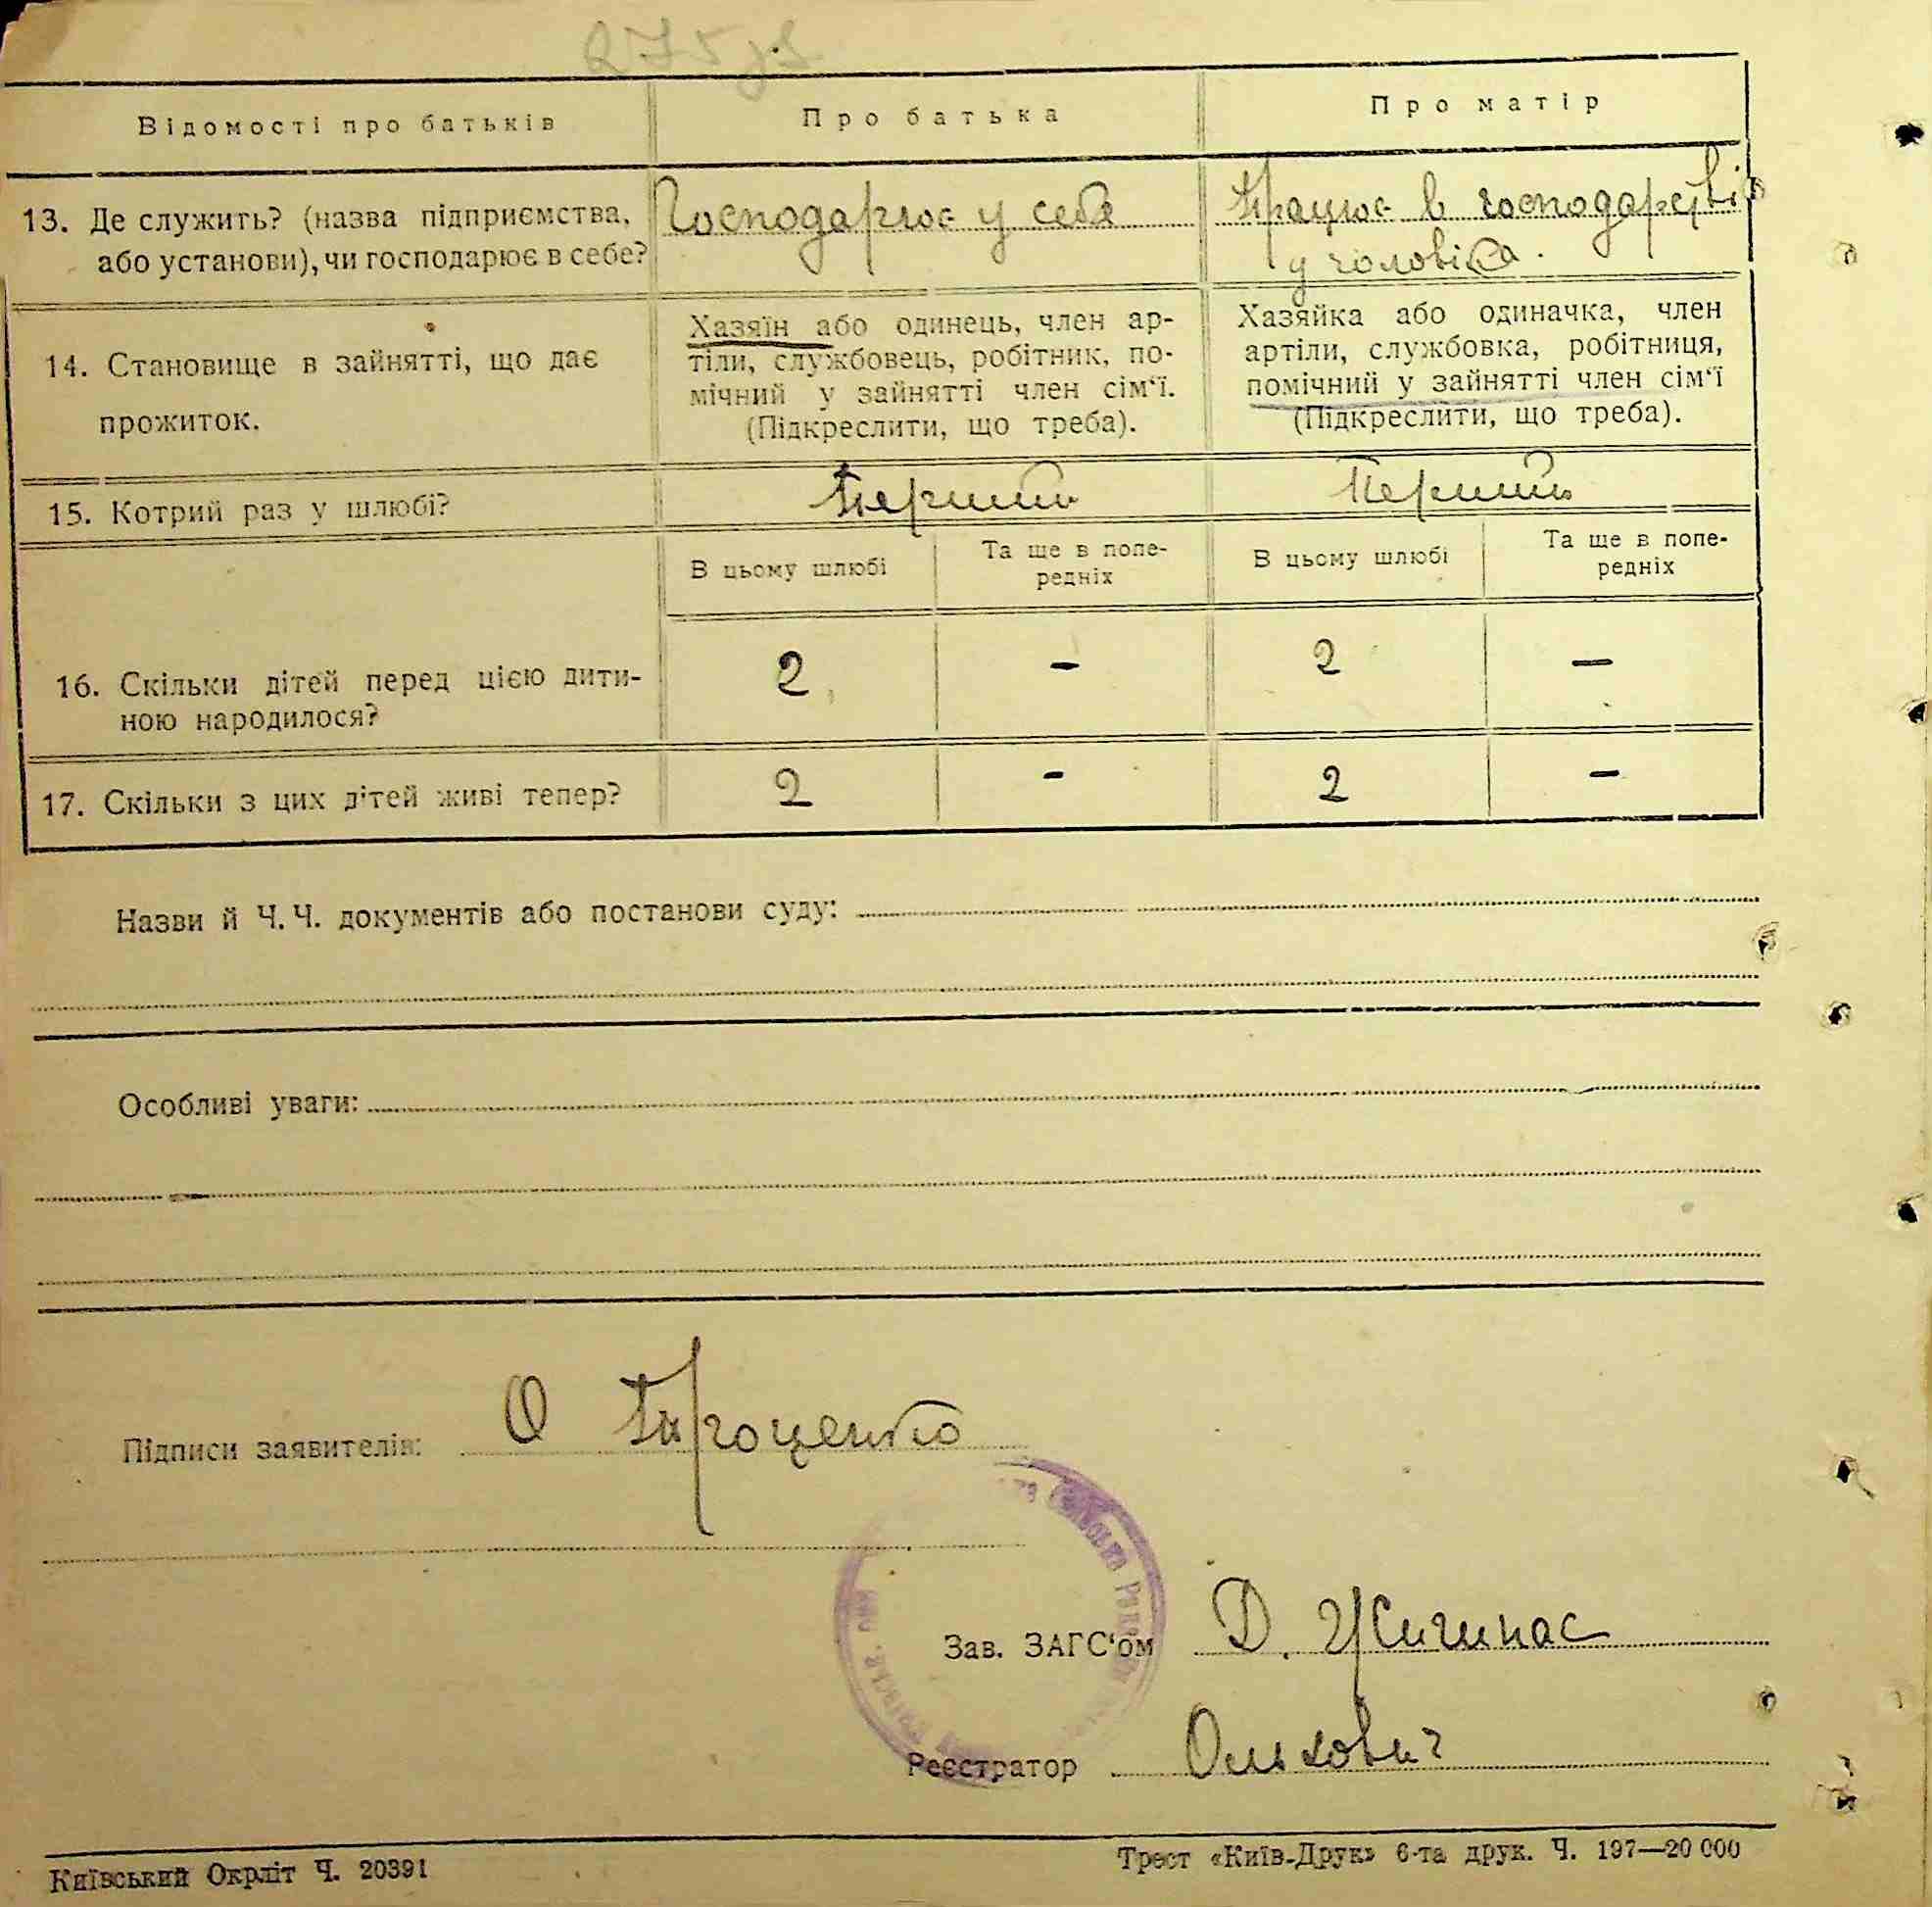 Відомості про батьків
Про батька
Про матір
13. Де служить? (назва підприємства,
або установи), чи господарює в себе?
Господарює у себе
Працює в господарстві
у чоловіка.
14. Становище в зайнятті, що дає
прожиток.
Хазяїн або одинець, член ар-
тіли, службовець, робітник, по-
мічний у зайнятті член сім'ї.
(Підкреслити, що треба).
Хазяйка або одиначка, член
артіли, службовка, робітниця,
помічний у зайнятті член сім'ї
(Підкреслити, що треба).
15. Котрий раз у шлюбі?
Перший
Перший
В цьому шлюбі
Та ще в попе-
редніх
В цьому шлюбі
Та ще в попе-
редніх
16. Скільки дітей перед цією дити-
ною народилося?
2 - 2 -
17. Скільки з цих дітей живі тепер?
2 - 2 -
Назви й Ч. Ч. документів або постанови суду:
Особливі уваги:
Підписи заявителів:
О Проценко
Зав. ЗАГС'ом
Д.
Реєстратор
Ольхович
Київський Окрліт Ч. 20391
Трест «Київ-Друк» 6-та друк. Ч. 197—20 000